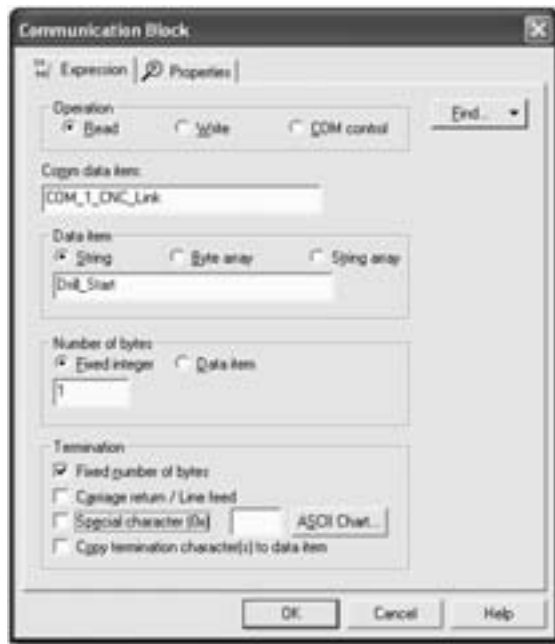 Communication Block
Expression Properties
Operation
Read Write COM control
Find...
Comm data item:
COM_1_CNC_Link
Data item
String Byte array String array
Drill_Start
Number of bytes
Fixed integer Data item
1
Termination
Fixed number of bytes
Carriage return / Line feed
Special character (0x) ASCII Chart...
Copy termination character(s) to data item
OK Cancel Help